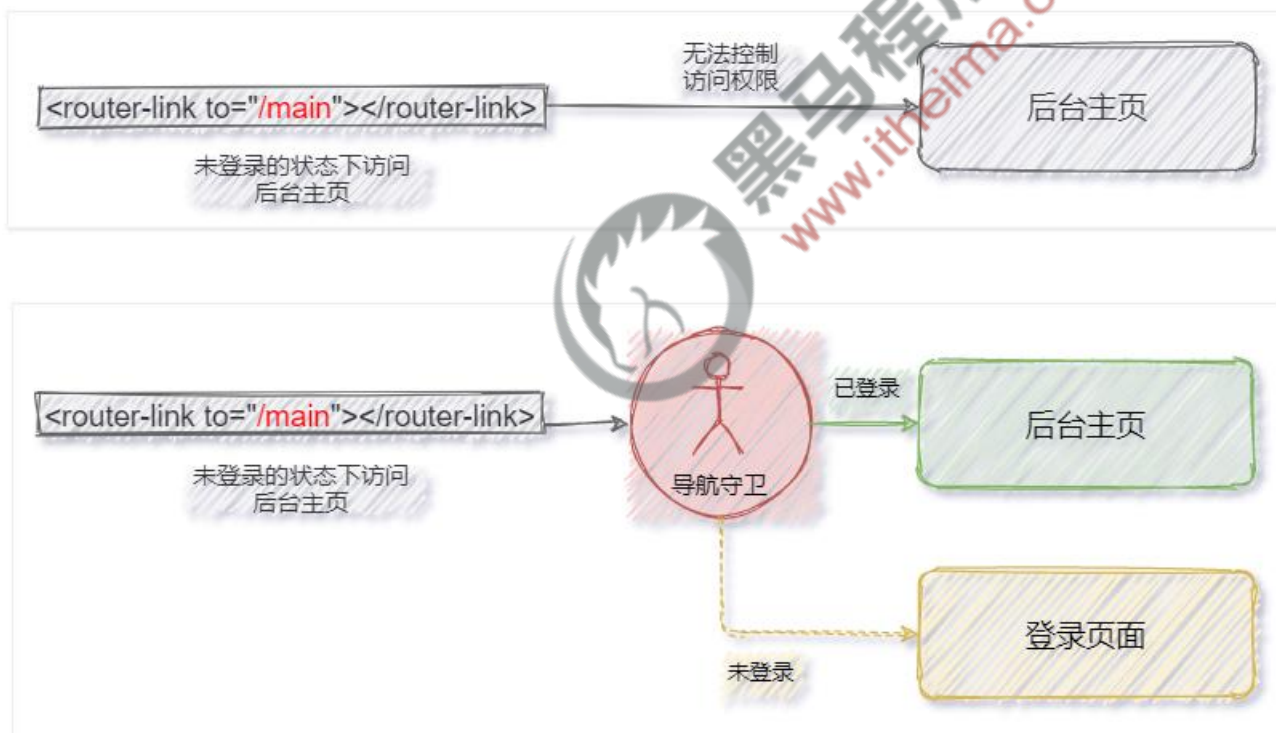 无法控制
访问权限
<router-link to="/main"></router-link>
后台主页
未登录的状态下访问
后台主页
黑马程
www.itheima.c
已登录
<router-link to="/main"></router-link>
后台主页
未登录的状态下访问
后台主页
导航守卫
登录页面
未登录